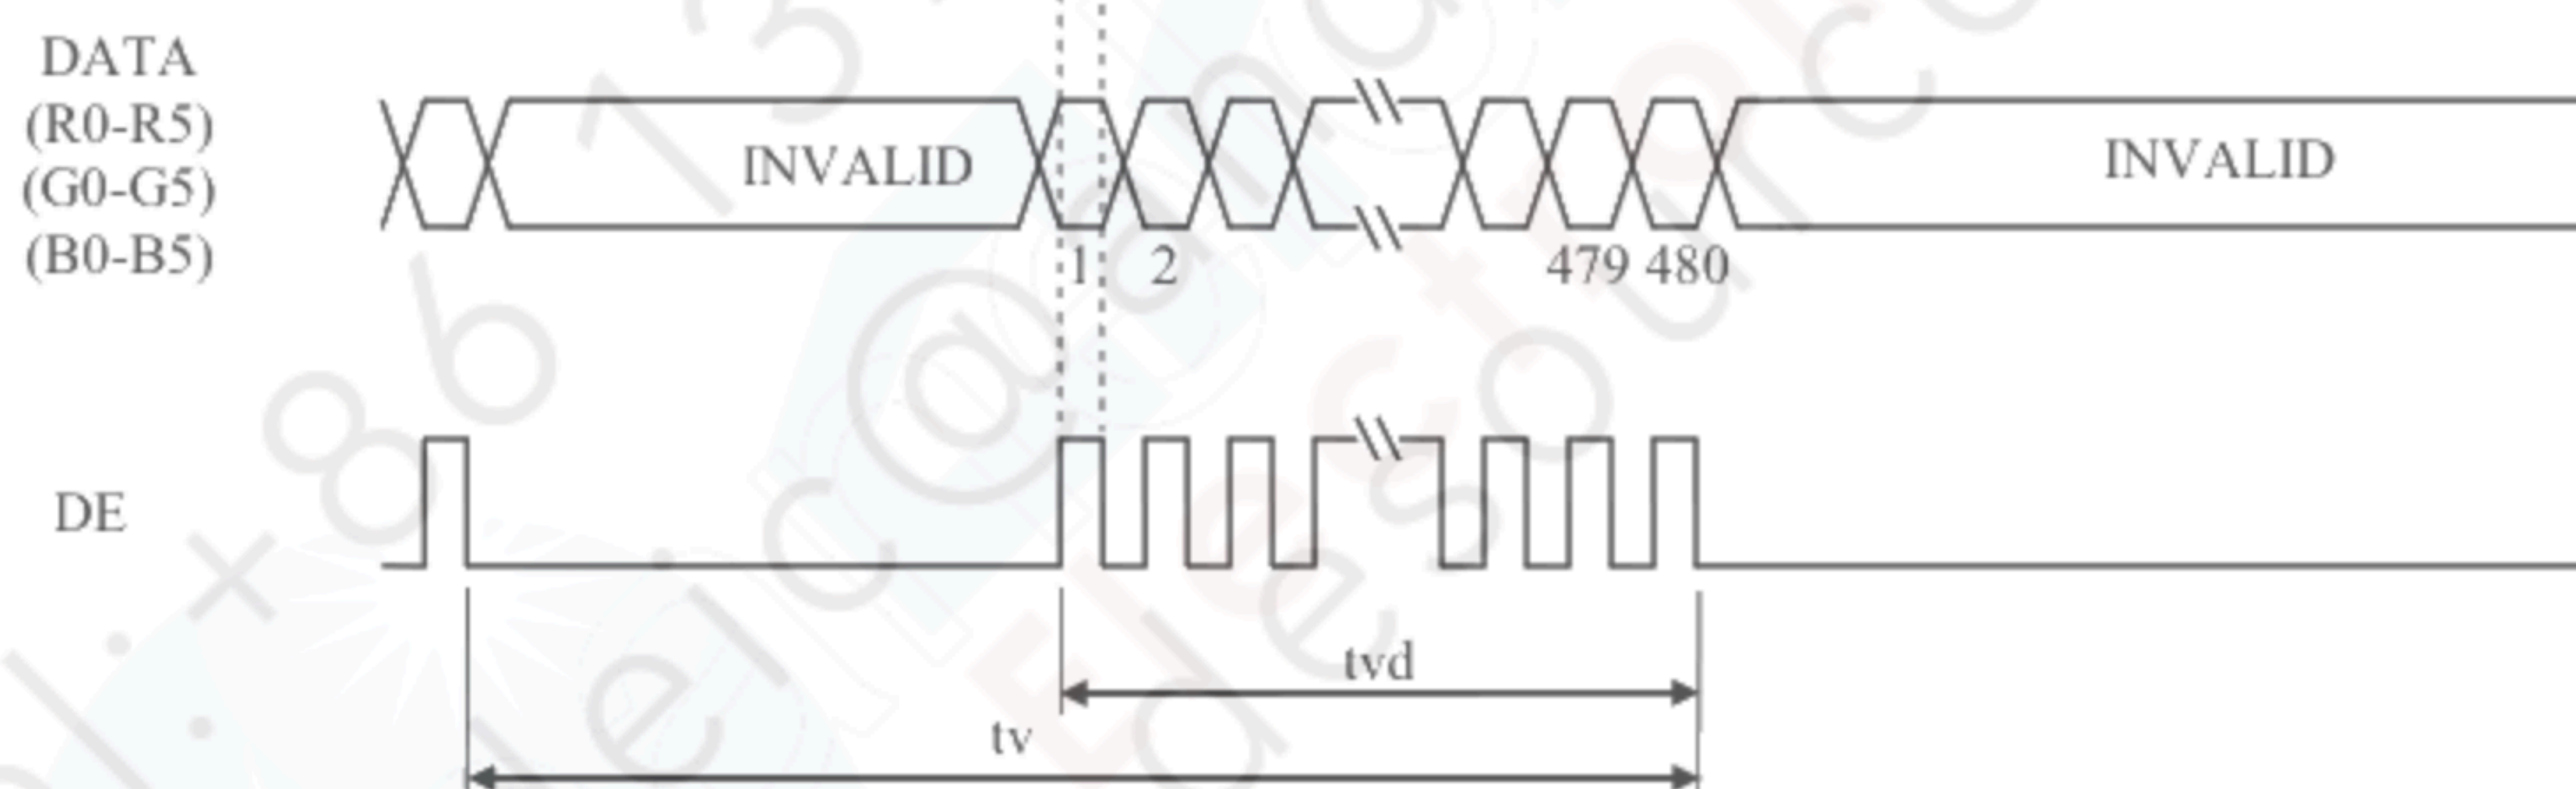 DATA
(R0-R5)
(G0-G5)
(B0-B5)
INVALID
INVALID
1 2 479 480
DE
tvd
tv